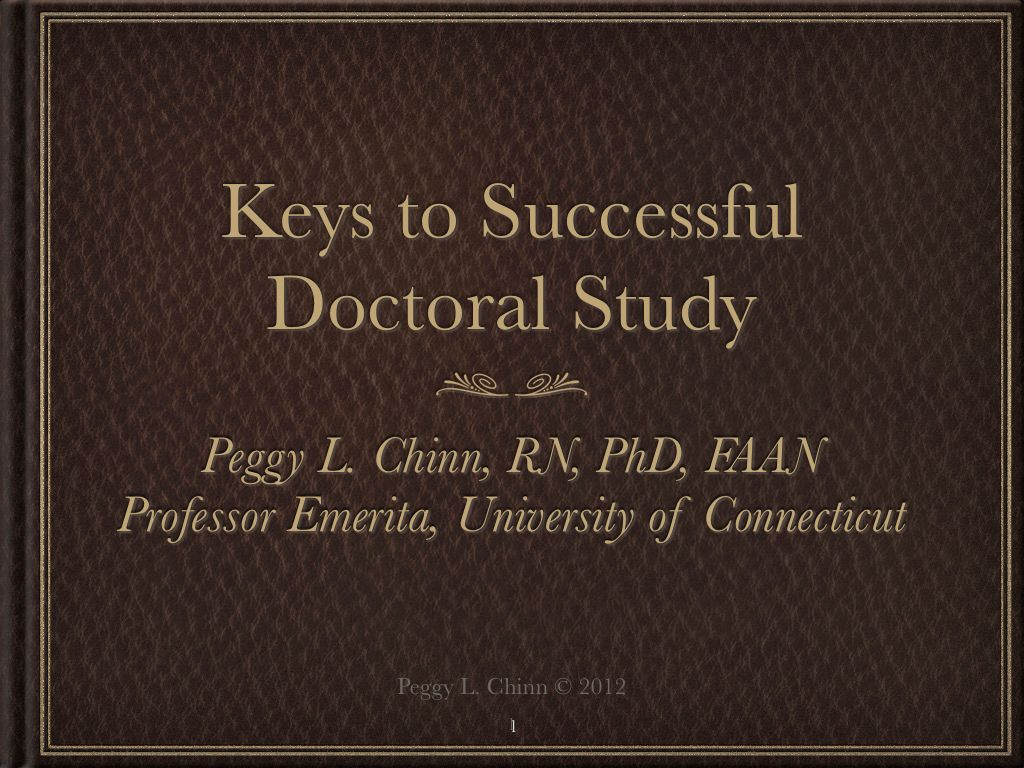 Keys to Successful
Doctoral Study
Peggy L. Chinn, RN, PhD, FAAN
Professor Emerita, University of Connecticut
Peggy L. Chinn © 2012
1